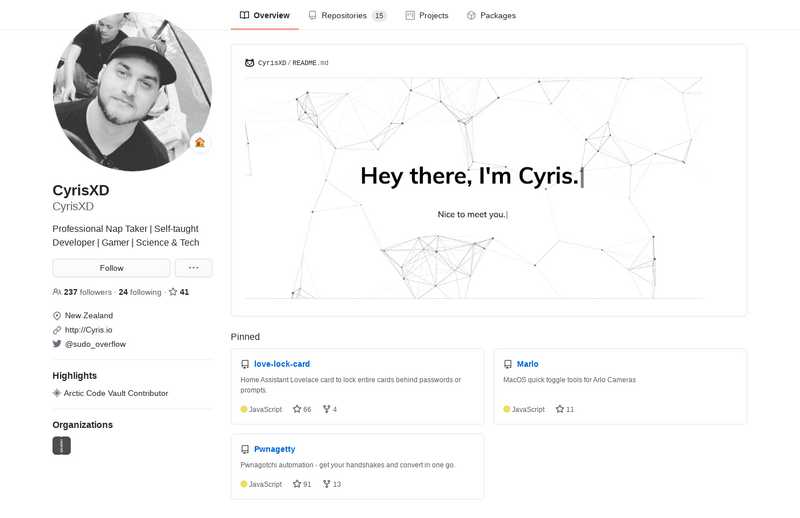 Overview
Repositories 15
Projects
Packages
CyrisXD
CyrisXD
Professional Nap Taker | Self-taught
Developer | Gamer | Science & Tech
Follow
237 followers · 24 following · 41
New Zealand
http://Cyris.io
@sudo_overflow
Highlights
Arctic Code Vault Contributor
Organizations
CyrisXD/README.md
Hey there, I'm Cyris.|
Nice to meet you.|
Pinned
love-lock-card
Home Assistant Lovelace card to lock entire cards behind passwords or
prompts.
JavaScript 66 4
Marlo
MacOS quick toggle tools for Arlo Cameras
JavaScript 11
Pwnagetty
Pwnagotchi automation - get your handshakes and convert in one go
JavaScript 91 13